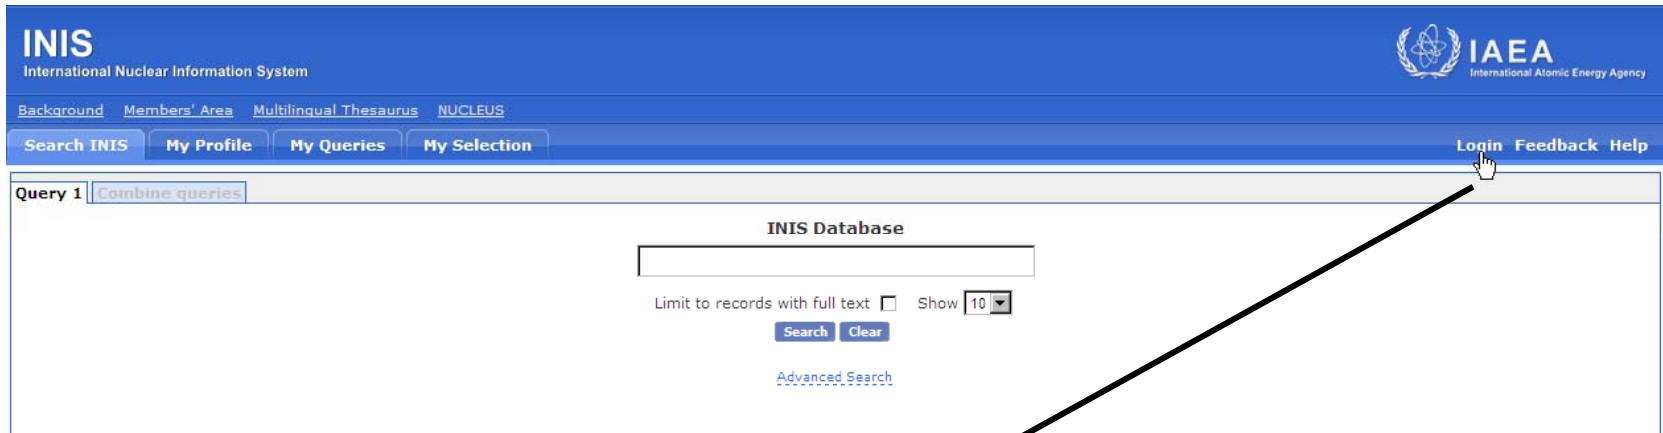 INIS
International Nuclear Information System
IAEA
International Atomic Energy Agency
Background Members' Area Multilingual Thesaurus NUCLEUS
Search INIS My Profile My Queries My Selection Login Feedback Help
Query 1 Combine queries
INIS Database
Limit to records with full text Show 10
Search Clear
Advanced Search